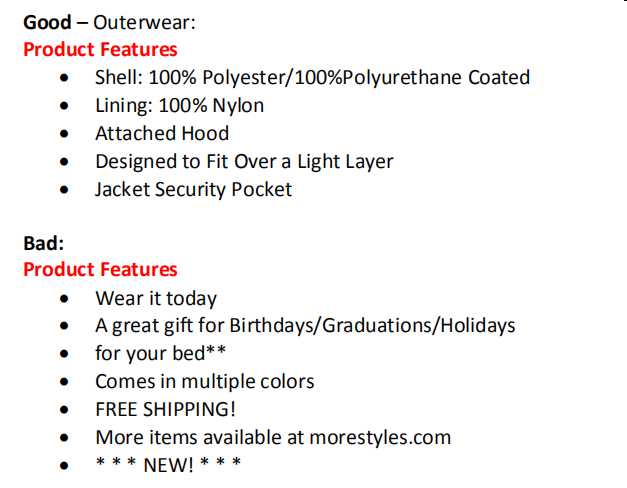 Good – Outerwear:
Product Features
• Shell: 100% Polyester/100%Polyurethane Coated
• Lining: 100% Nylon
• Attached Hood
• Designed to Fit Over a Light Layer
• Jacket Security Pocket
Bad:
Product Features
• Wear it today
• A great gift for Birthdays/Graduations/Holidays
• for your bed**
• Comes in multiple colors
• FREE SHIPPING!
• More items available at morestyles.com
• * * * NEW! * * *